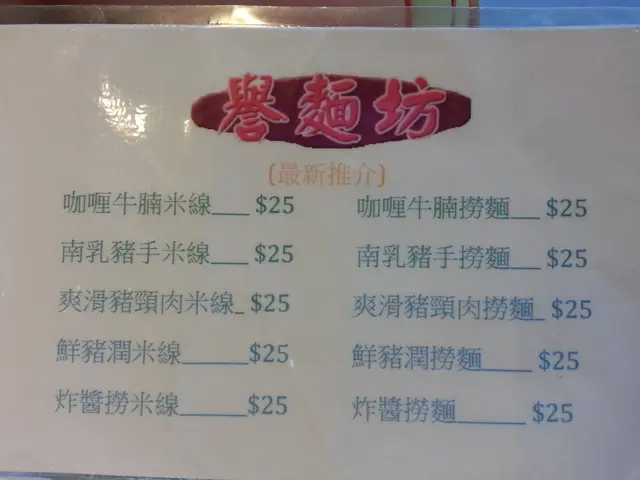 譽麵坊
(最新推介)
咖喱牛腩米線___ $25
南乳豬手米線___ $25
爽滑豬頸肉米線_ $25
鮮豬潤米線______$25
炸醬撈米線______$25
咖喱牛腩撈麵___ $25
南乳豬手撈麵___ $25
爽滑豬頸肉撈麵_ $25
鮮豬潤撈麵_____ $25
炸醬撈麵______ $25